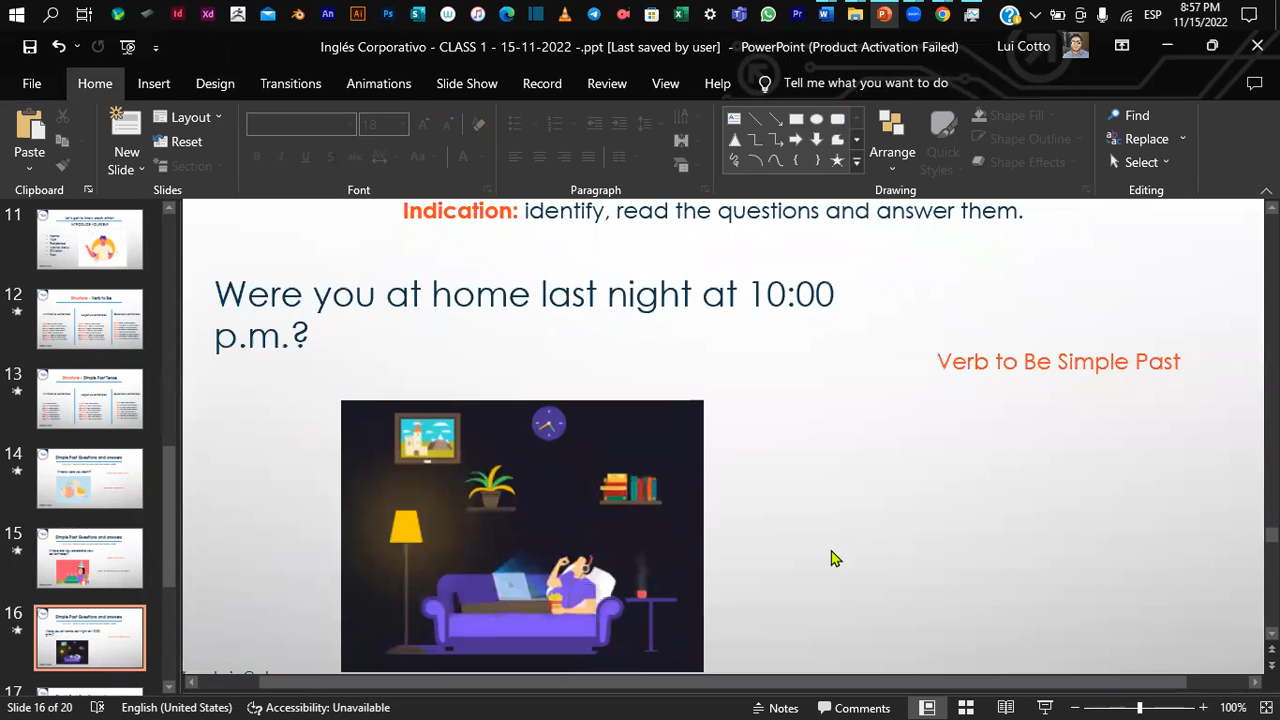 8:57 PM
ESP
11/15/2022
Inglés Corporativo - CLASS 1 - 15-11-2022 -.ppt [Last saved by user] - PowerPoint (Product Activation Failed)
Lui Cotto
File Home Insert Design Transitions Animations Slide Show Record Review View Help Tell me what you want to do
Paste
New
Slide
Layout
Reset
Section
18
Arrange
Quick
Styles
Shape Fill
Shape Outline
Shape Effects
Find
Replace
Select
Clipboard Slides Font Paragraph Drawing Editing
11
12
13
14
15
16
17
Indication: identify, read the questions and answer them.
Were you at home last night at 10:00
p.m.?
Verb to Be Simple Past
Slide 16 of 20 English (United States) Accessibility: Unavailable Notes Comments 100%